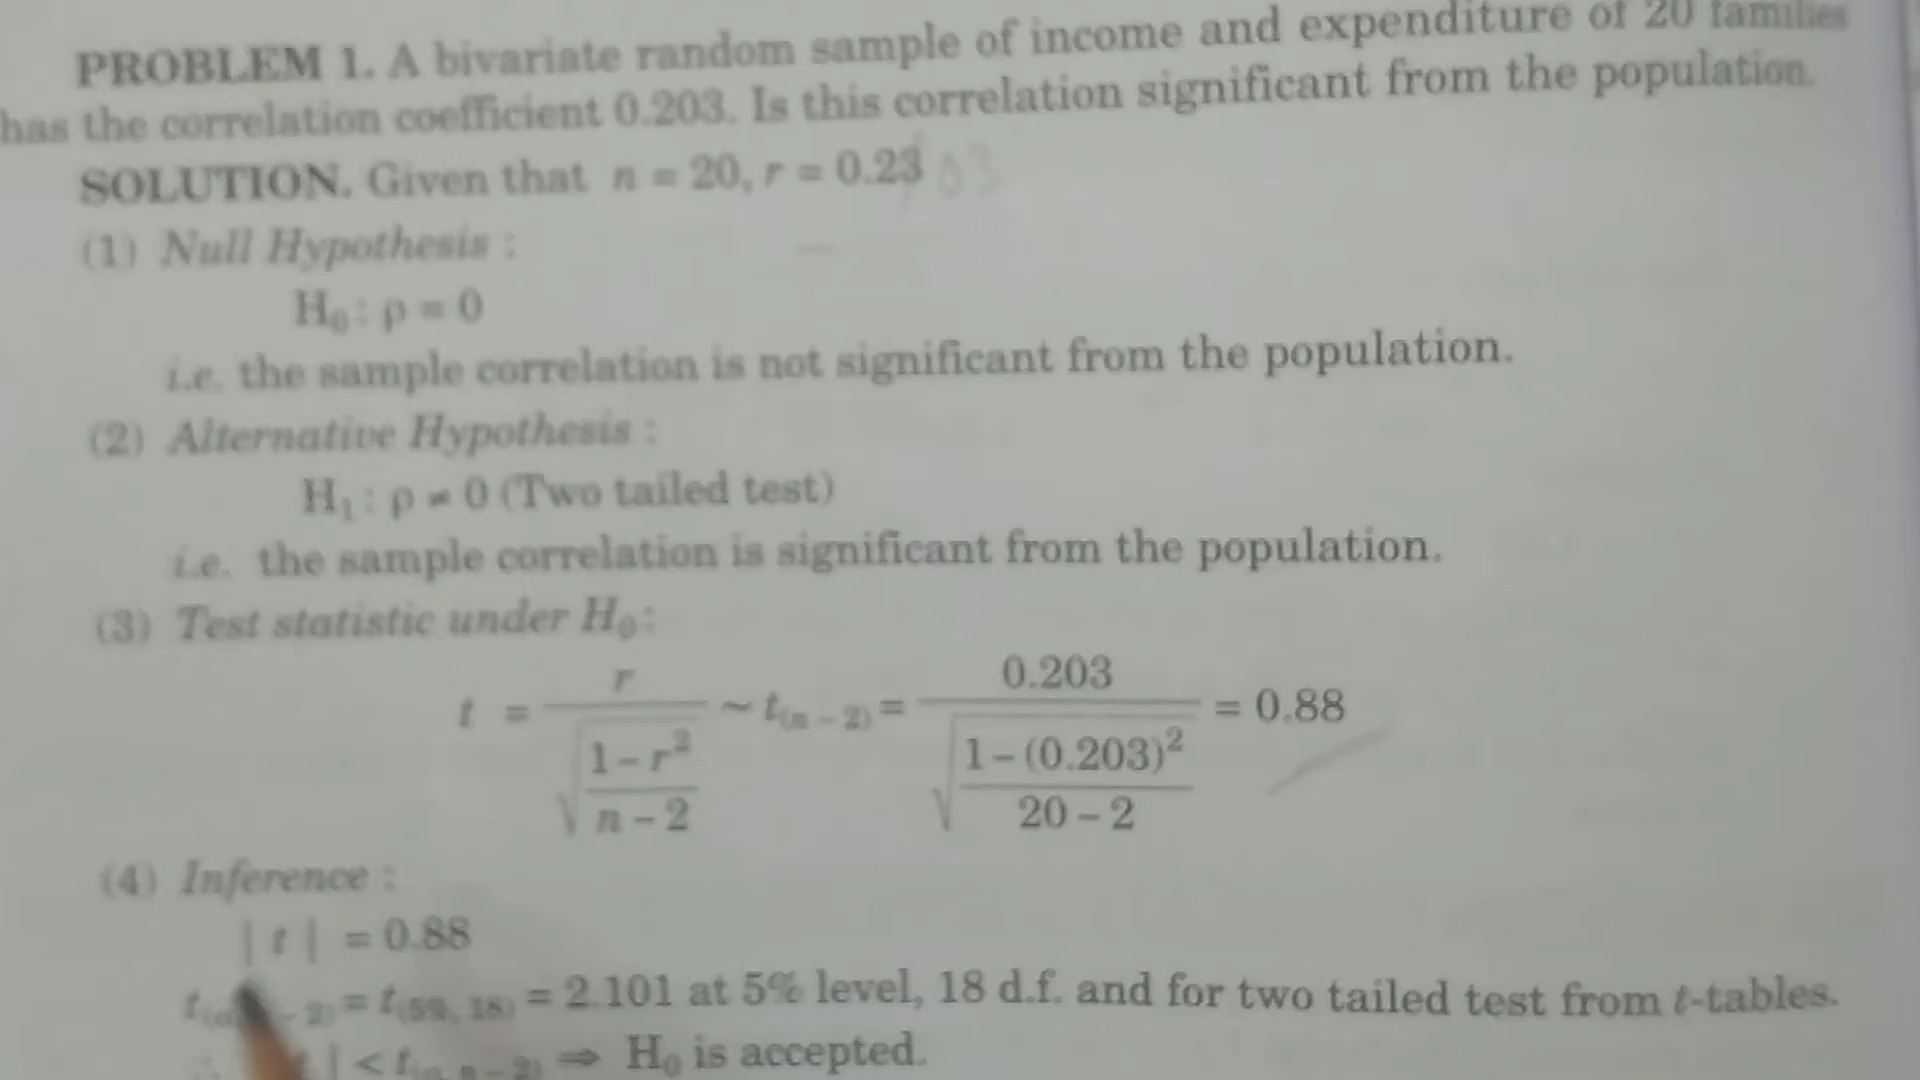 PROBLEM 1. A bivariate random sample of income and expenditure of 20 families
has the correlation coefficient 0.203. Is this correlation significant from the population.
SOLUTION. Given that n = 20, r = 0.23 03
(1) Null Hypothesis :
H₀ : ρ = 0
i.e. the sample correlation is not significant from the population.
(2) Alternative Hypothesis :
H₁ : ρ ≠ 0 (Two tailed test)
i.e. the sample correlation is significant from the population.
(3) Test statistic under H₀ :
t = r / √((1 – r²) / (n – 2)) ~ t₍ₙ ₋ ₂₎ = 0.203 / √((1 – (0.203)²) / (20 – 2)) = 0.88
(4) Inference :
| t | = 0.88
– 2) = t(5%, 18) = 2.101 at 5% level, 18 d.f. and for two tailed test from t-tables.
| < t(α, n – 2) ⇒ H₀ is accepted.